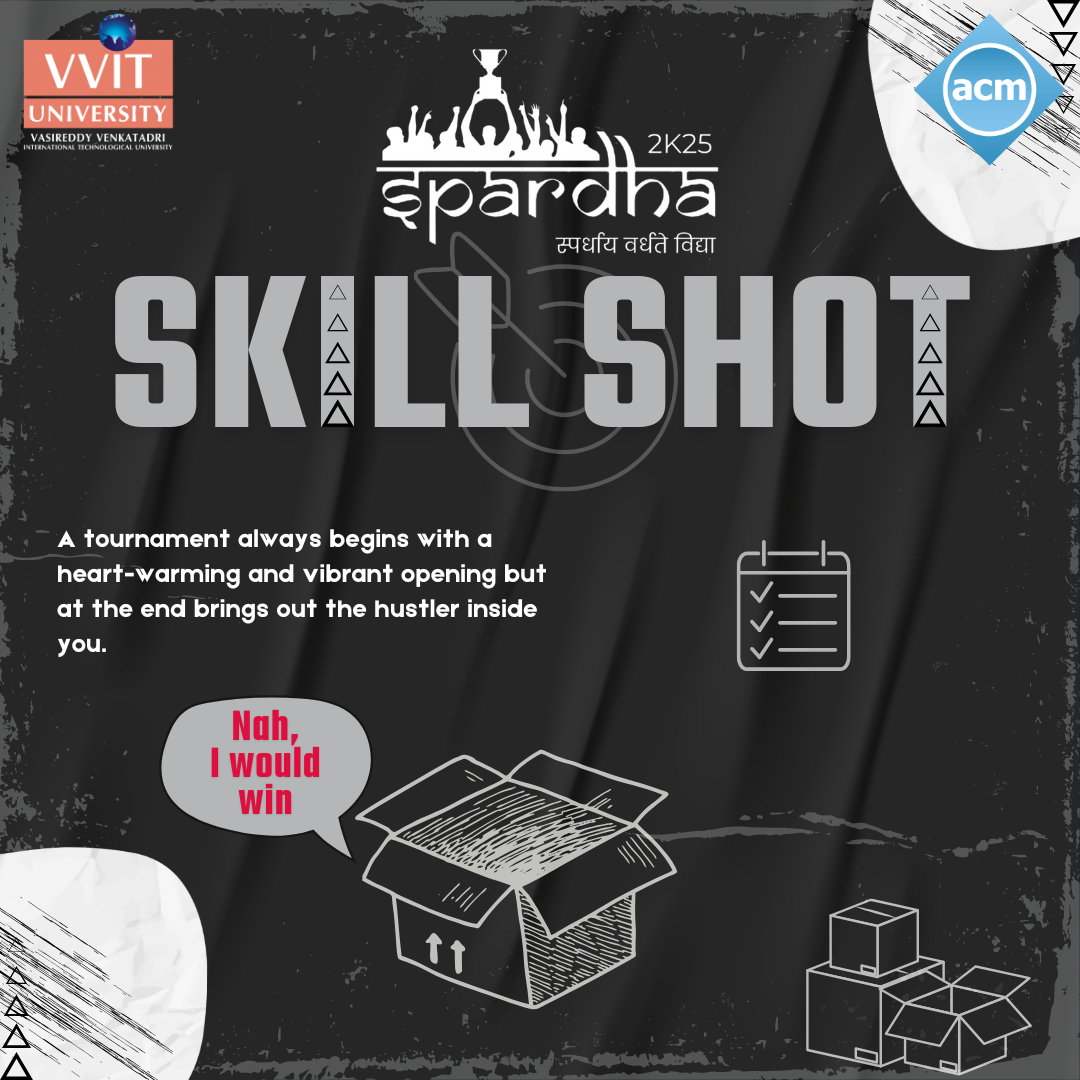 VVIT
UNIVERSITY
VASIREDDY VENKATADRI
INTERNATIONAL TECHNOLOGICAL UNIVERSITY
acm
2K25
spardha
स्पर्धाय वर्धते विद्या
SKILL SHOT
A tournament always begins with a
heart-warming and vibrant opening but
at the end brings out the hustler inside
you.
Nah,
I would
win